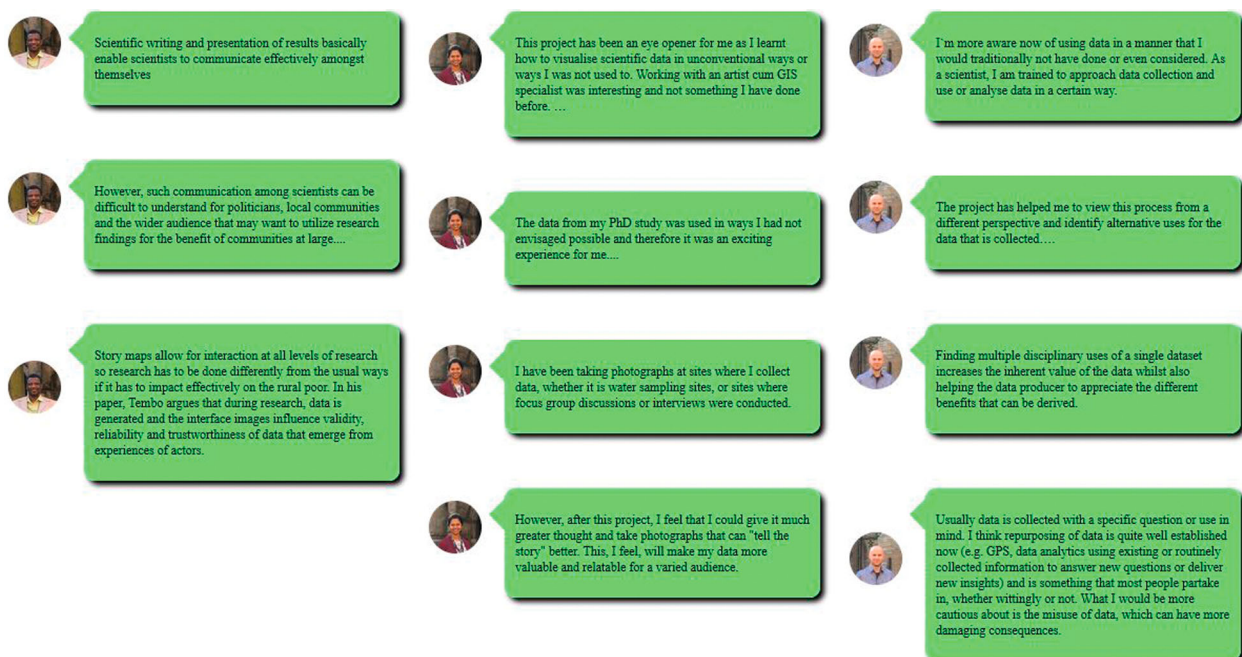 Scientific writing and presentation of results basically
enable scientists to communicate effectively amongst
themselves
However, such communication among scientists can be
difficult to understand for politicians, local communities
and the wider audience that may want to utilize research
findings for the benefit of communities at large....
Story maps allow for interaction at all levels of research
so research has to be done differently from the usual ways
if it has to impact effectively on the rural poor. In his
paper, Tembo argues that during research, data is
generated and the interface images influence validity,
reliability and trustworthiness of data that emerge from
experiences of actors.
This project has been an eye opener for me as I learnt
how to visualise scientific data in unconventional ways or
ways I was not used to. Working with an artist cum GIS
specialist was interesting and not something I have done
before. …
The data from my PhD study was used in ways I had not
envisaged possible and therefore it was an exciting
experience for me....
I have been taking photographs at sites where I collect
data, whether it is water sampling sites, or sites where
focus group discussions or interviews were conducted.
However, after this project, I feel that I could give it much
greater thought and take photographs that can "tell the
story" better. This, I feel, will make my data more
valuable and relatable for a varied audience.
I`m more aware now of using data in a manner that I
would traditionally not have done or even considered. As
a scientist, I am trained to approach data collection and
use or analyse data in a certain way.
The project has helped me to view this process from a
different perspective and identify alternative uses for the
data that is collected….
Finding multiple disciplinary uses of a single dataset
increases the inherent value of the data whilst also
helping the data producer to appreciate the different
benefits that can be derived.
Usually data is collected with a specific question or use in
mind. I think repurposing of data is quite well established
now (e.g. GPS, data analytics using existing or routinely
collected information to answer new questions or deliver
new insights) and is something that most people partake
in, whether wittingly or not. What I would be more
cautious about is the misuse of data, which can have more
damaging consequences.